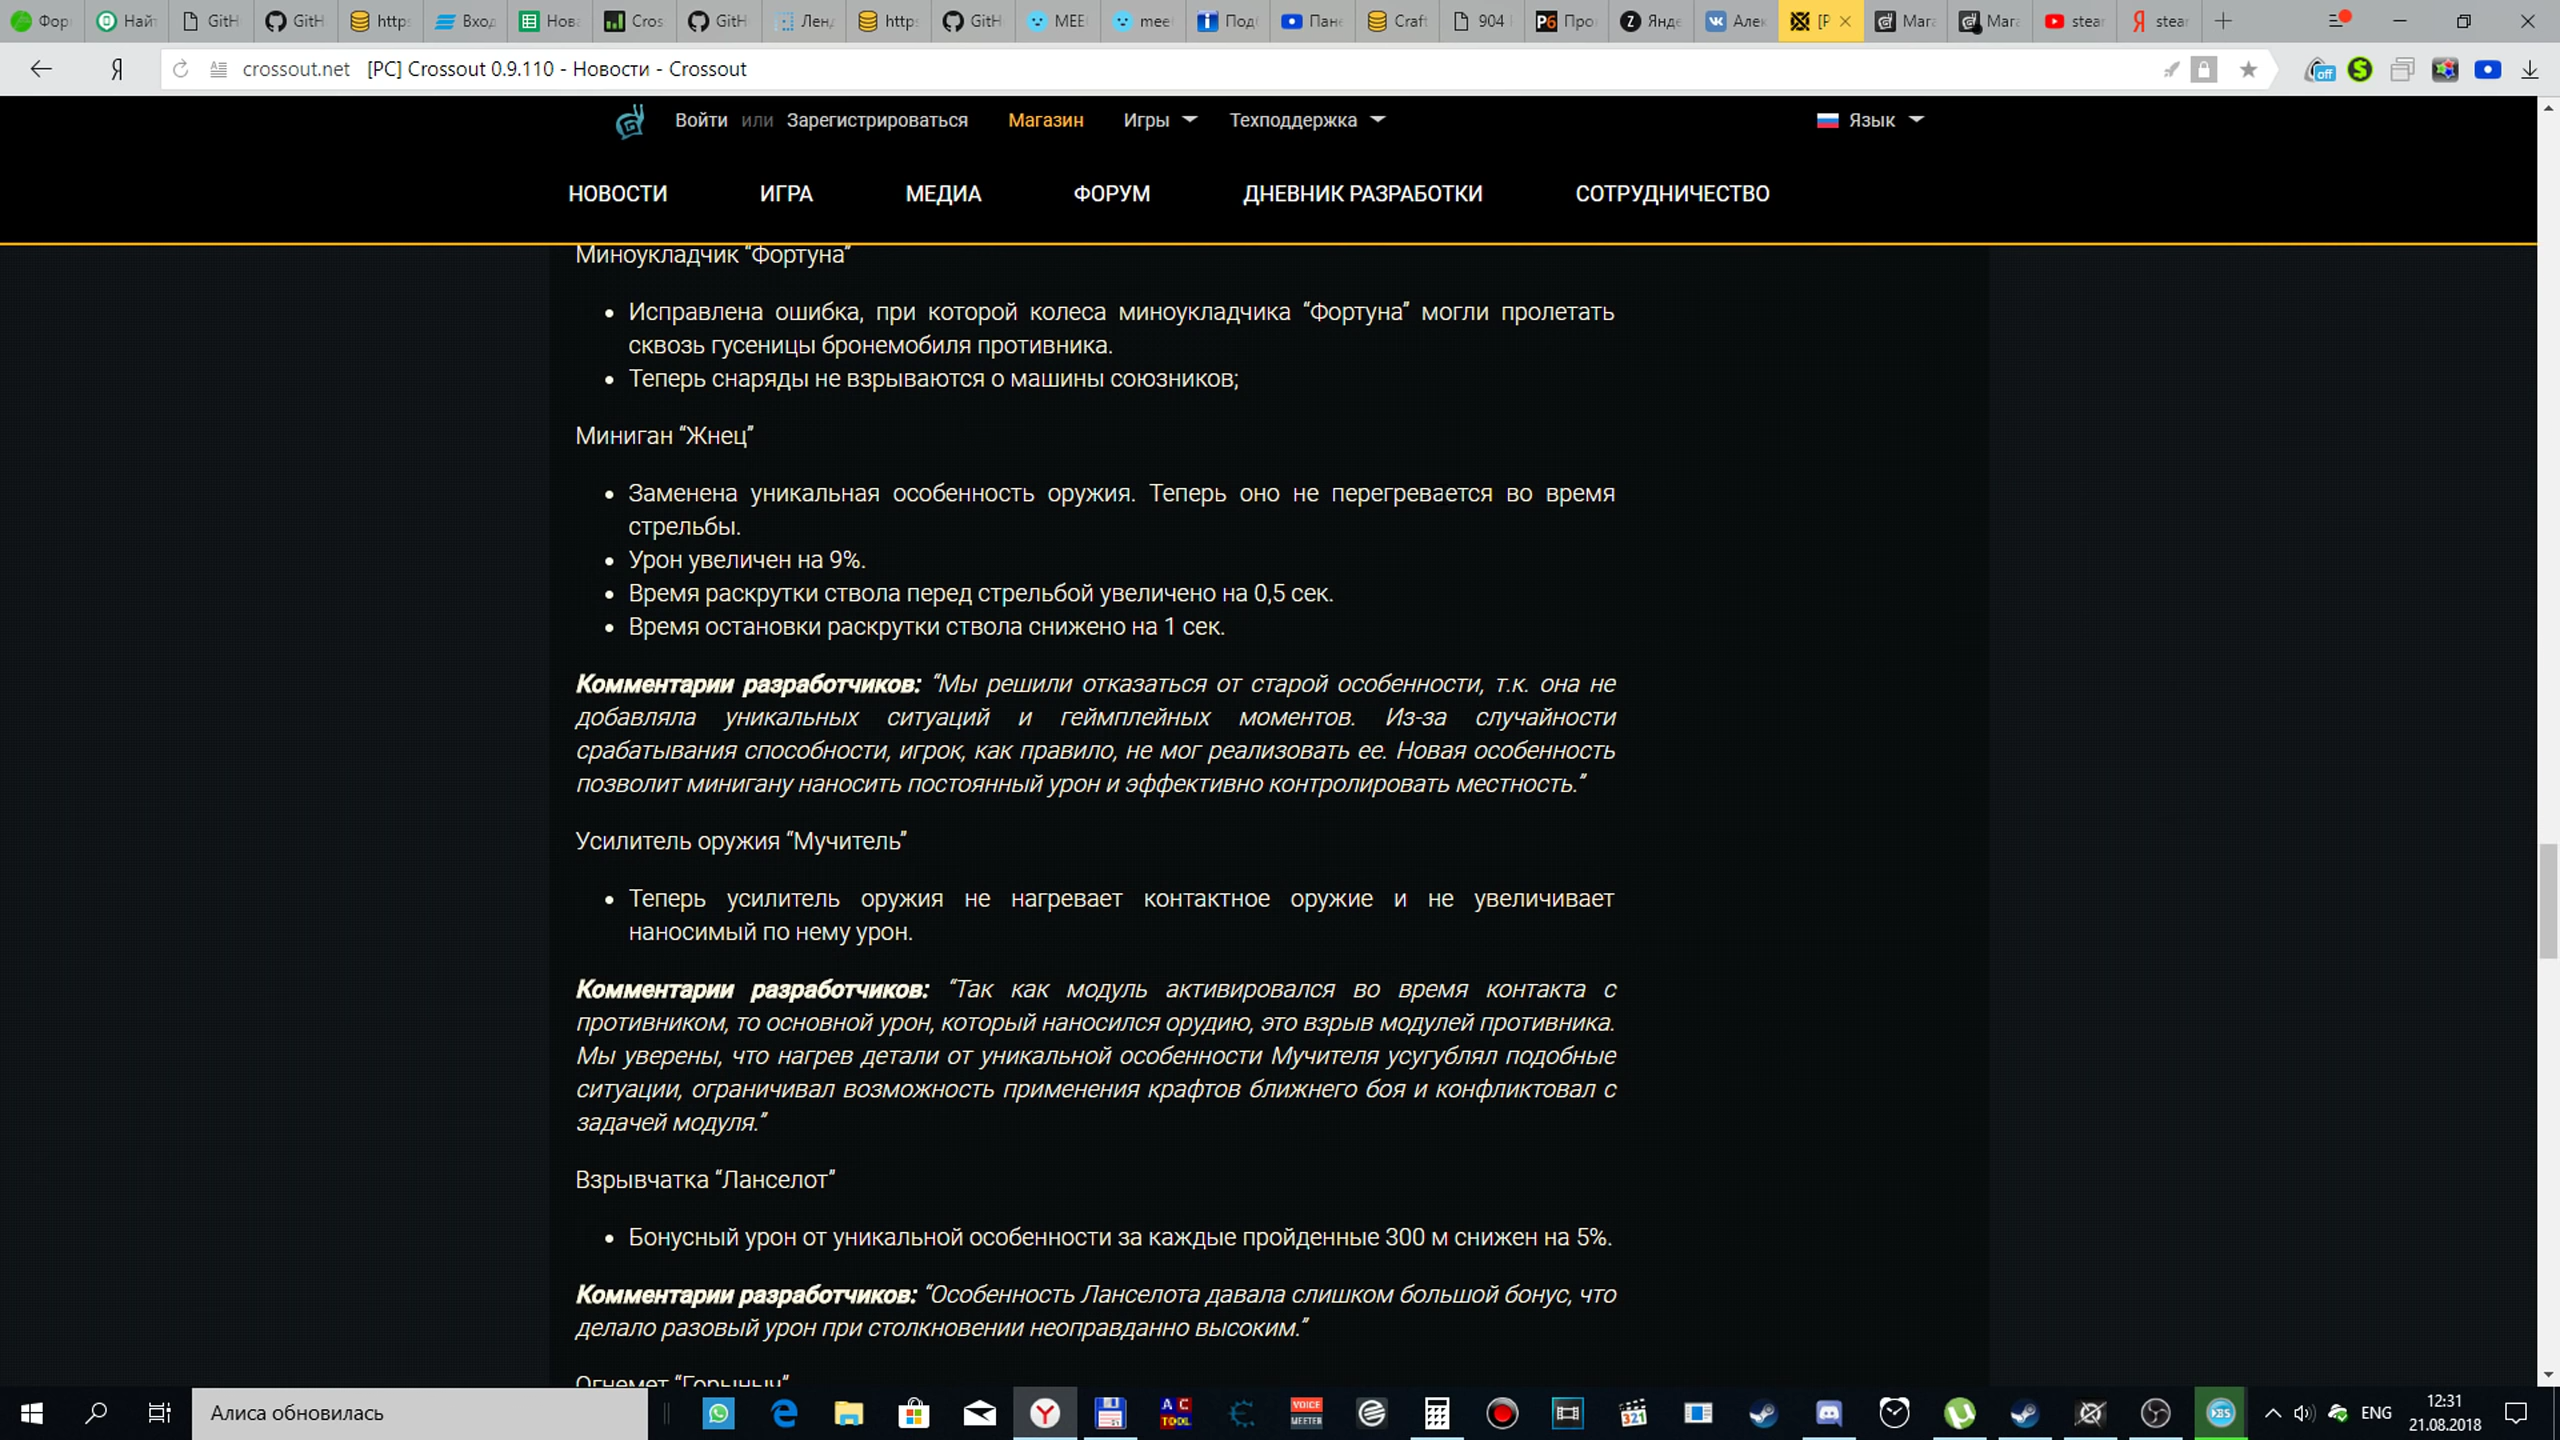 Фор
Найт
GitH
GitH
https
Вход
Нова
Cros
GitH
Ленд
https
GitH
MEE
mee
Подб
Пане
Craft
904
Про
Янде
Алек
[P
Мага
Мага
stear
stear
crossout.net [PC] Crossout 0.9.110 - Новости - Crossout
off
Войти или Зарегистрироваться Магазин Игры Техподдержка Язык
НОВОСТИ ИГРА МЕДИА ФОРУМ ДНЕВНИК РАЗРАБОТКИ СОТРУДНИЧЕСТВО
Миноукладчик “Фортуна”
• Исправлена ошибка, при которой колеса миноукладчика “Фортуна” могли пролетать
сквозь гусеницы бронемобиля противника.
• Теперь снаряды не взрываются о машины союзников;
Миниган “Жнец”
• Заменена уникальная особенность оружия. Теперь оно не перегревается во время
стрельбы.
• Урон увеличен на 9%.
• Время раскрутки ствола перед стрельбой увеличено на 0,5 сек.
• Время остановки раскрутки ствола снижено на 1 сек.
Комментарии разработчиков: “Мы решили отказаться от старой особенности, т.к. она не
добавляла уникальных ситуаций и геймплейных моментов. Из-за случайности
срабатывания способности, игрок, как правило, не мог реализовать ее. Новая особенность
позволит минигану наносить постоянный урон и эффективно контролировать местность.”
Усилитель оружия “Мучитель”
• Теперь усилитель оружия не нагревает контактное оружие и не увеличивает
наносимый по нему урон.
Комментарии разработчиков: “Так как модуль активировался во время контакта с
противником, то основной урон, который наносился орудию, это взрыв модулей противника.
Мы уверены, что нагрев детали от уникальной особенности Мучителя усугублял подобные
ситуации, ограничивал возможность применения крафтов ближнего боя и конфликтовал с
задачей модуля.”
Взрывчатка “Ланселот”
• Бонусный урон от уникальной особенности за каждые пройденные 300 м снижен на 5%.
Комментарии разработчиков: “Особенность Ланселота давала слишком большой бонус, что
делало разовый урон при столкновении неоправданно высоким.”
Огнемет “Горыныч”
Алиса обновилась
A C
TOOL
VOICE
MEETER
321
ENG
12:31
21.08.2018